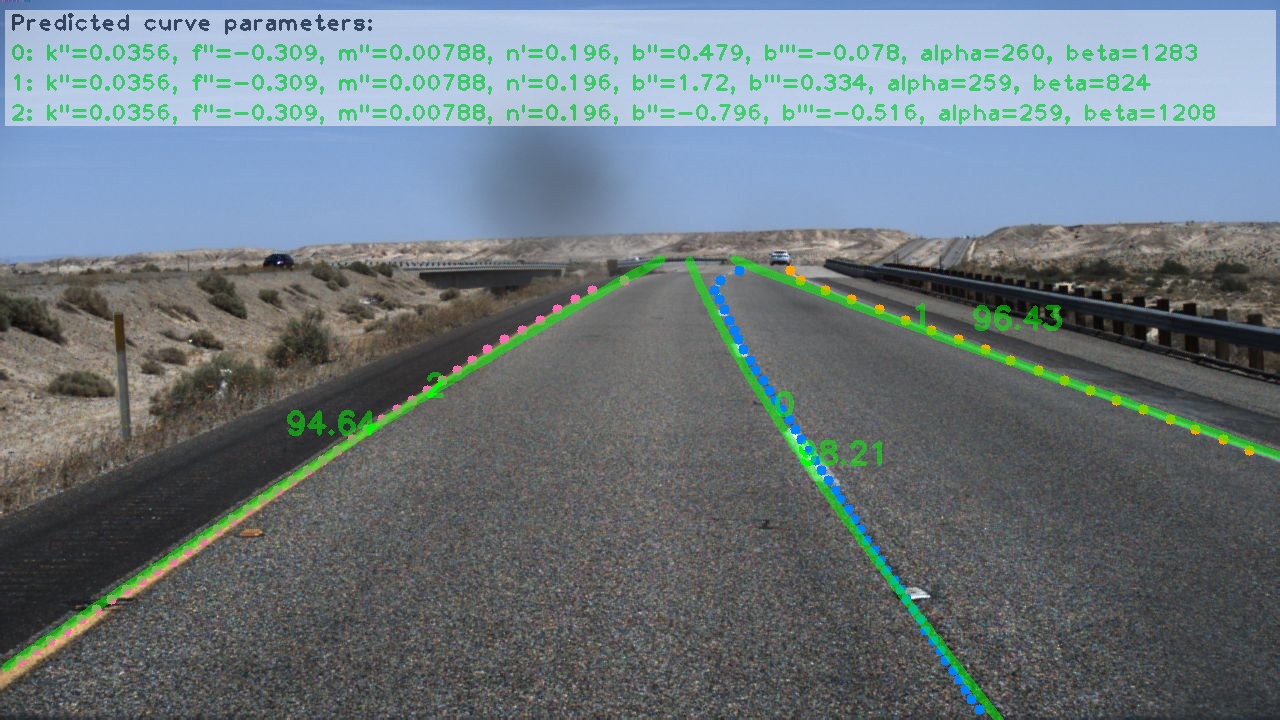 Predicted curve parameters:
0: k''=0.0356, f''=-0.309, m''=0.00788, n'=0.196, b''=0.479, b'''=-0.078, alpha=260, beta=1283
1: k''=0.0356, f''=-0.309, m''=0.00788, n'=0.196, b''=1.72, b'''=0.334, alpha=259, beta=824
2: k''=0.0356, f''=-0.309, m''=0.00788, n'=0.196, b''=-0.796, b'''=-0.516, alpha=259, beta=1208
1 96.43
2
0
94.64
98.21